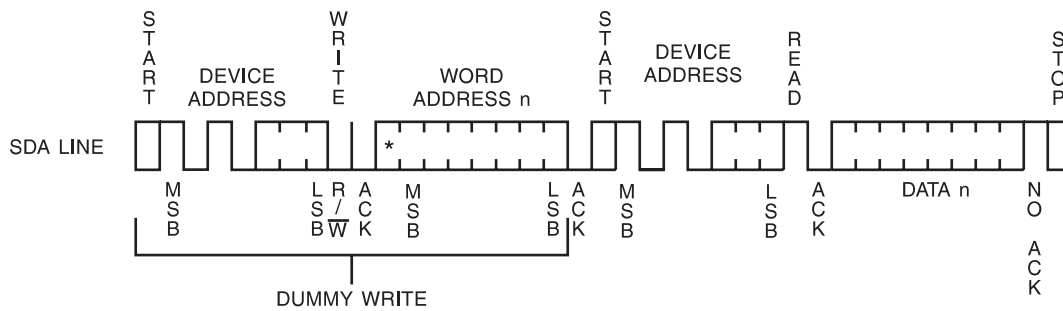 START
DEVICE
ADDRESS
WRITE
WORD
ADDRESS n
START
DEVICE
ADDRESS
READ
STOP
SDA LINE
*
MSB
LSB
R/W
ACK
MSB
LSB
ACK
MSB
LSB
ACK
DATA n
NO ACK
DUMMY WRITE